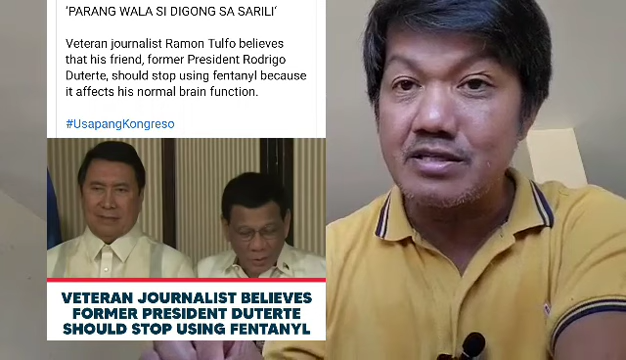 ‘PARANG WALA SI DIGONG SA SARILI‘
Veteran journalist Ramon Tulfo believes
that his friend, former President Rodrigo
Duterte, should stop using fentanyl because
it affects his normal brain function.
#UsapangKongreso
VETERAN JOURNALIST BELIEVES
FORMER PRESIDENT DUTERTE
SHOULD STOP USING FENTANYL